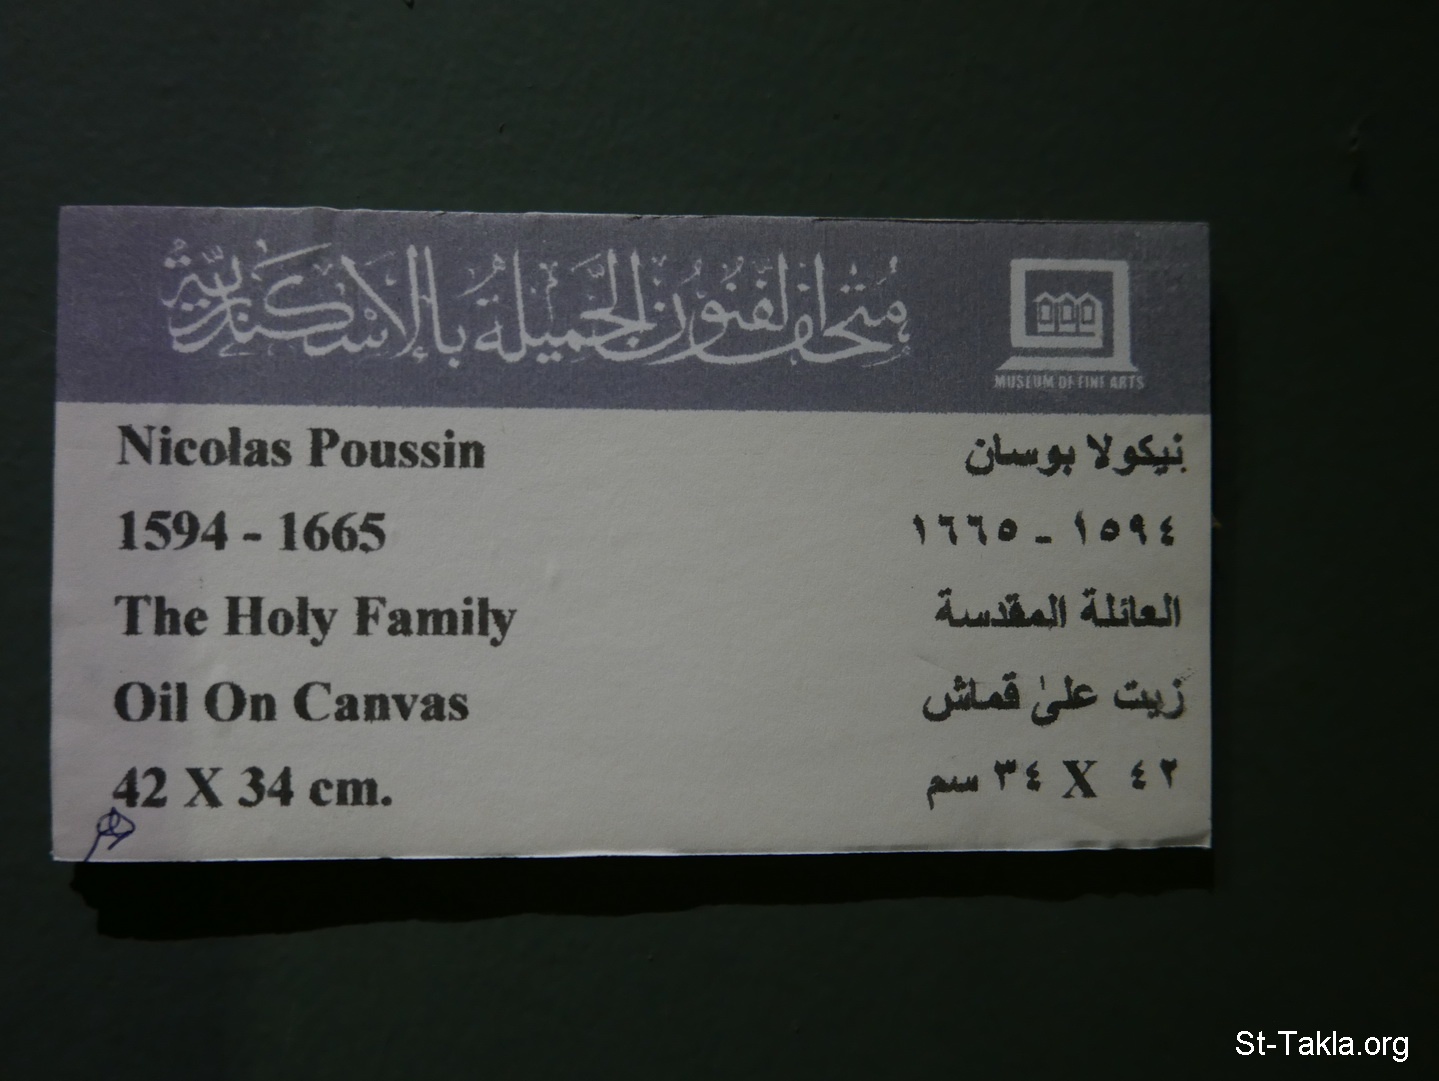 متحف الفنون الجميلة بالإسكندرية
MUSEUM OF FINE ARTS
Nicolas Poussin
نيكولا بوسان
1594 - 1665
١٥٩٤ - ١٦٦٥
The Holy Family
العائلة المقدسة
Oil On Canvas
زيت على قماش
42 X 34 cm.
٤٢ X ٣٤ سم
St-Takla.org